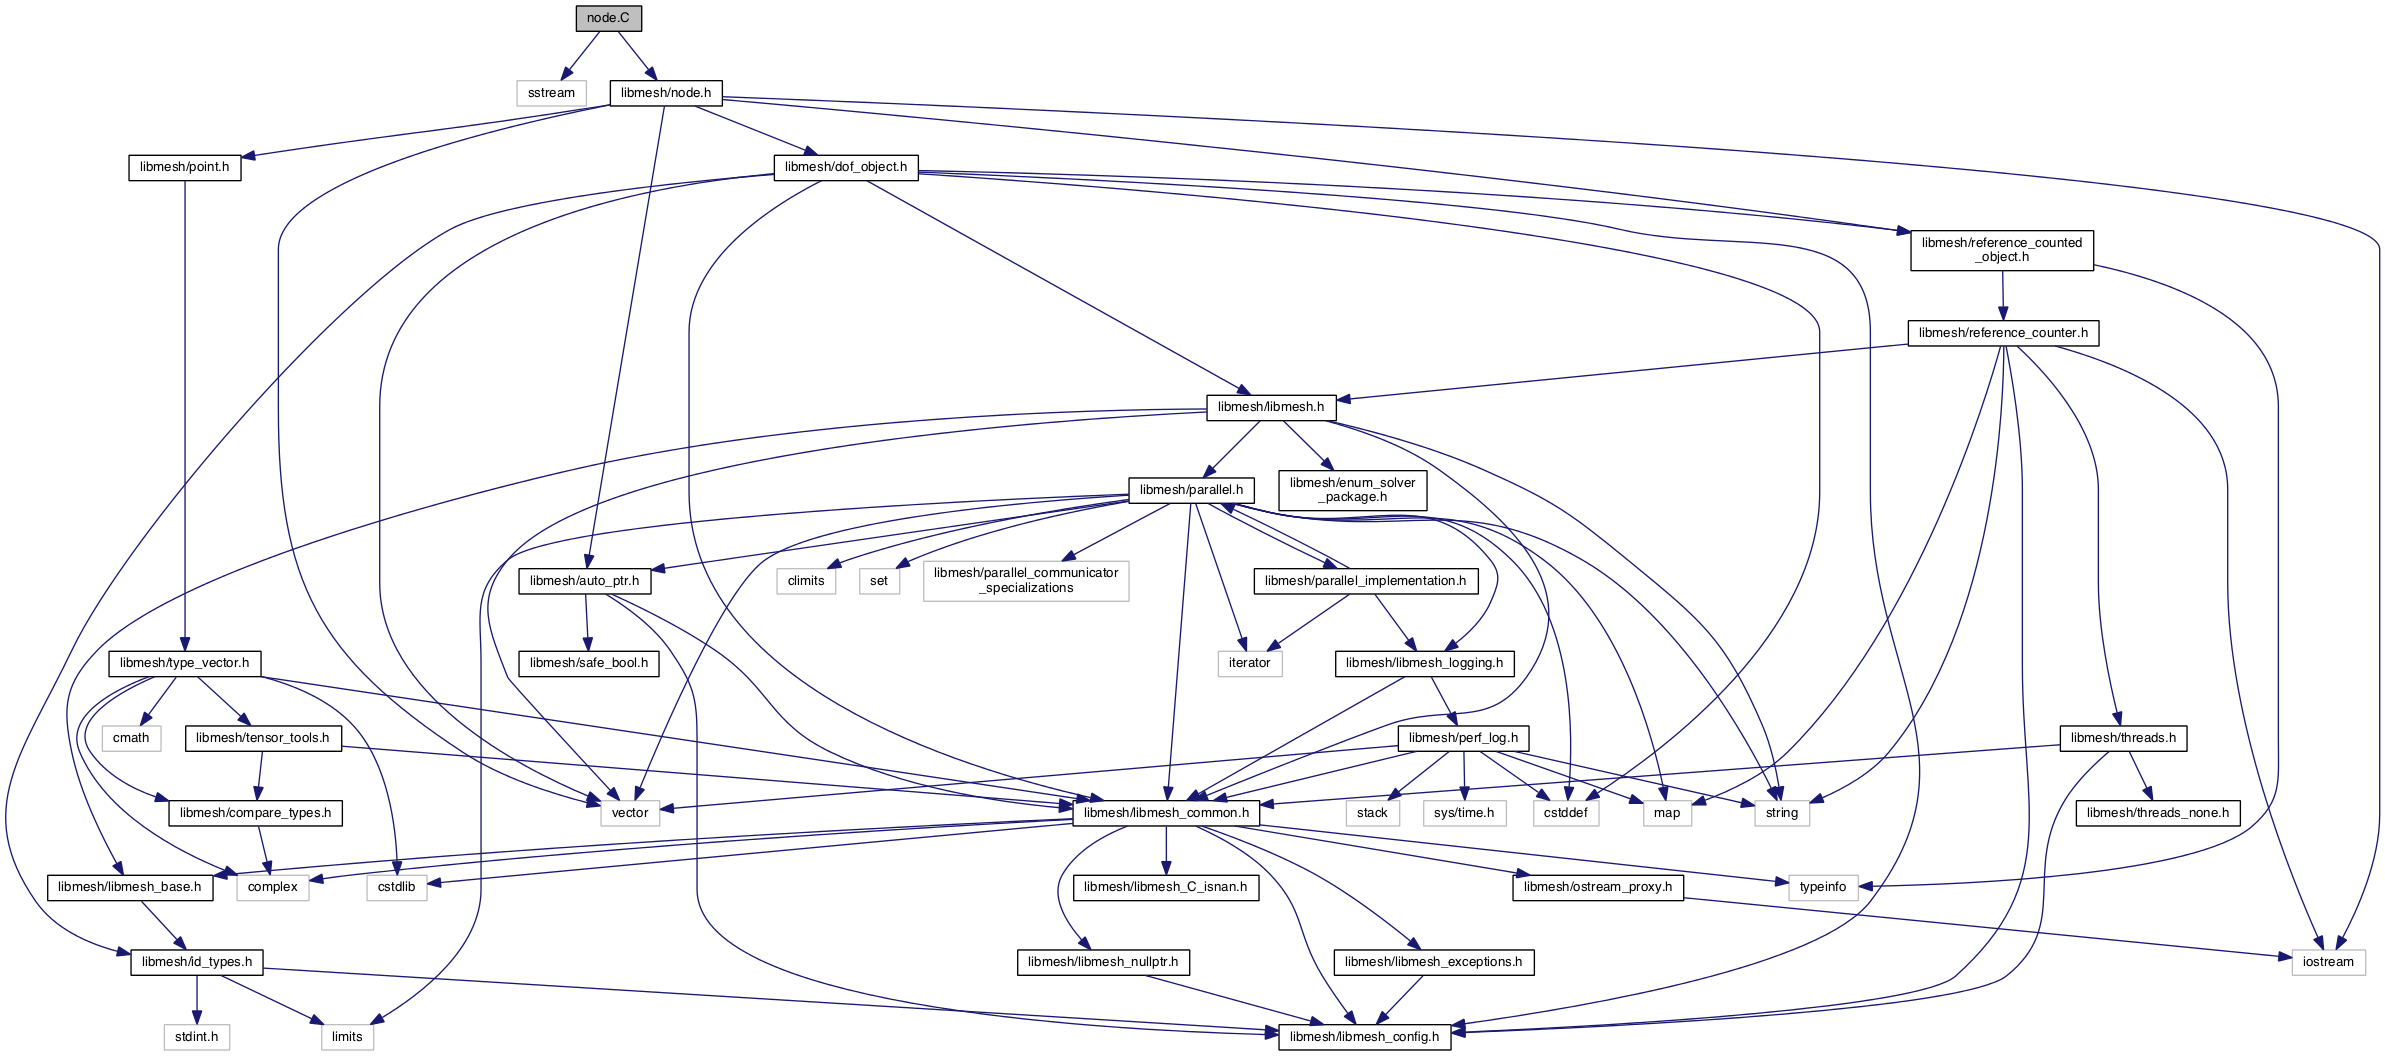 node.C
sstream
libmesh/node.h
libmesh/point.h
libmesh/dof_object.h
libmesh/reference_counted
_object.h
libmesh/reference_counter.h
libmesh/libmesh.h
libmesh/parallel.h
libmesh/enum_solver
_package.h
libmesh/auto_ptr.h
climits
set
libmesh/parallel_communicator
_specializations
libmesh/parallel_implementation.h
libmesh/type_vector.h
libmesh/safe_bool.h
iterator
libmesh/libmesh_logging.h
cmath
libmesh/tensor_tools.h
libmesh/perf_log.h
libmesh/threads.h
libmesh/compare_types.h
vector
libmesh/libmesh_common.h
stack
sys/time.h
cstddef
map
string
libmesh/threads_none.h
libmesh/libmesh_base.h
complex
cstdlib
libmesh/libmesh_C_isnan.h
libmesh/ostream_proxy.h
typeinfo
libmesh/id_types.h
libmesh/libmesh_nullptr.h
libmesh/libmesh_exceptions.h
iostream
stdint.h
limits
libmesh/libmesh_config.h